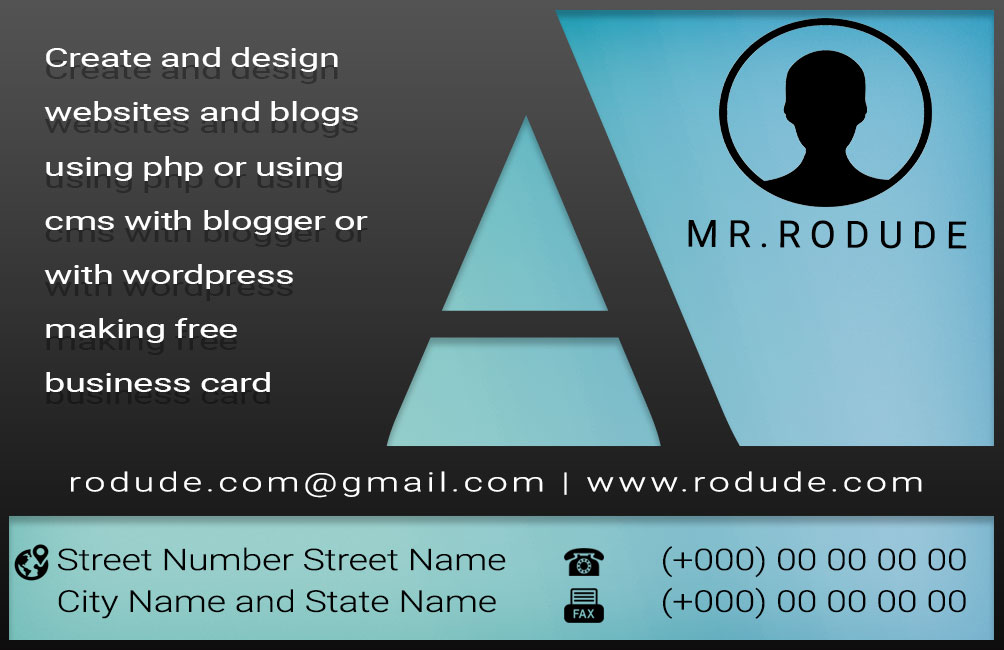 Create and design
websites and blogs
using php or using
cms with blogger or
with wordpress
making free
business card
A
MR.RODUDE
rodude.com@gmail.com | www.rodude.com
Street Number Street Name
City Name and State Name
(+000) 00 00 00 00
FAX (+000) 00 00 00 00